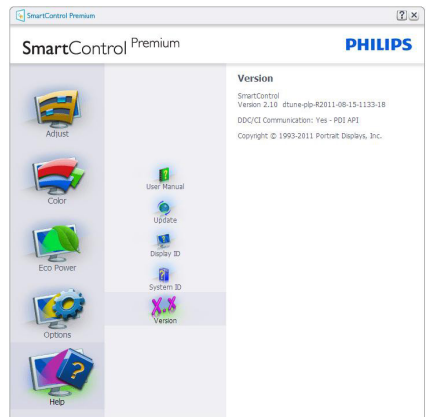 SmartControl Premium
SmartControl Premium
PHILIPS
Adjust
Color
Eco Power
Options
Help
User Manual
Update
Display ID
System ID
X.X
Version
Version
SmartControl
Version 2.10 dtune-plp-R2011-08-15-1133-18
DDC/CI Communication: Yes - PDI API
Copyright © 1993-2011 Portrait Displays, Inc.